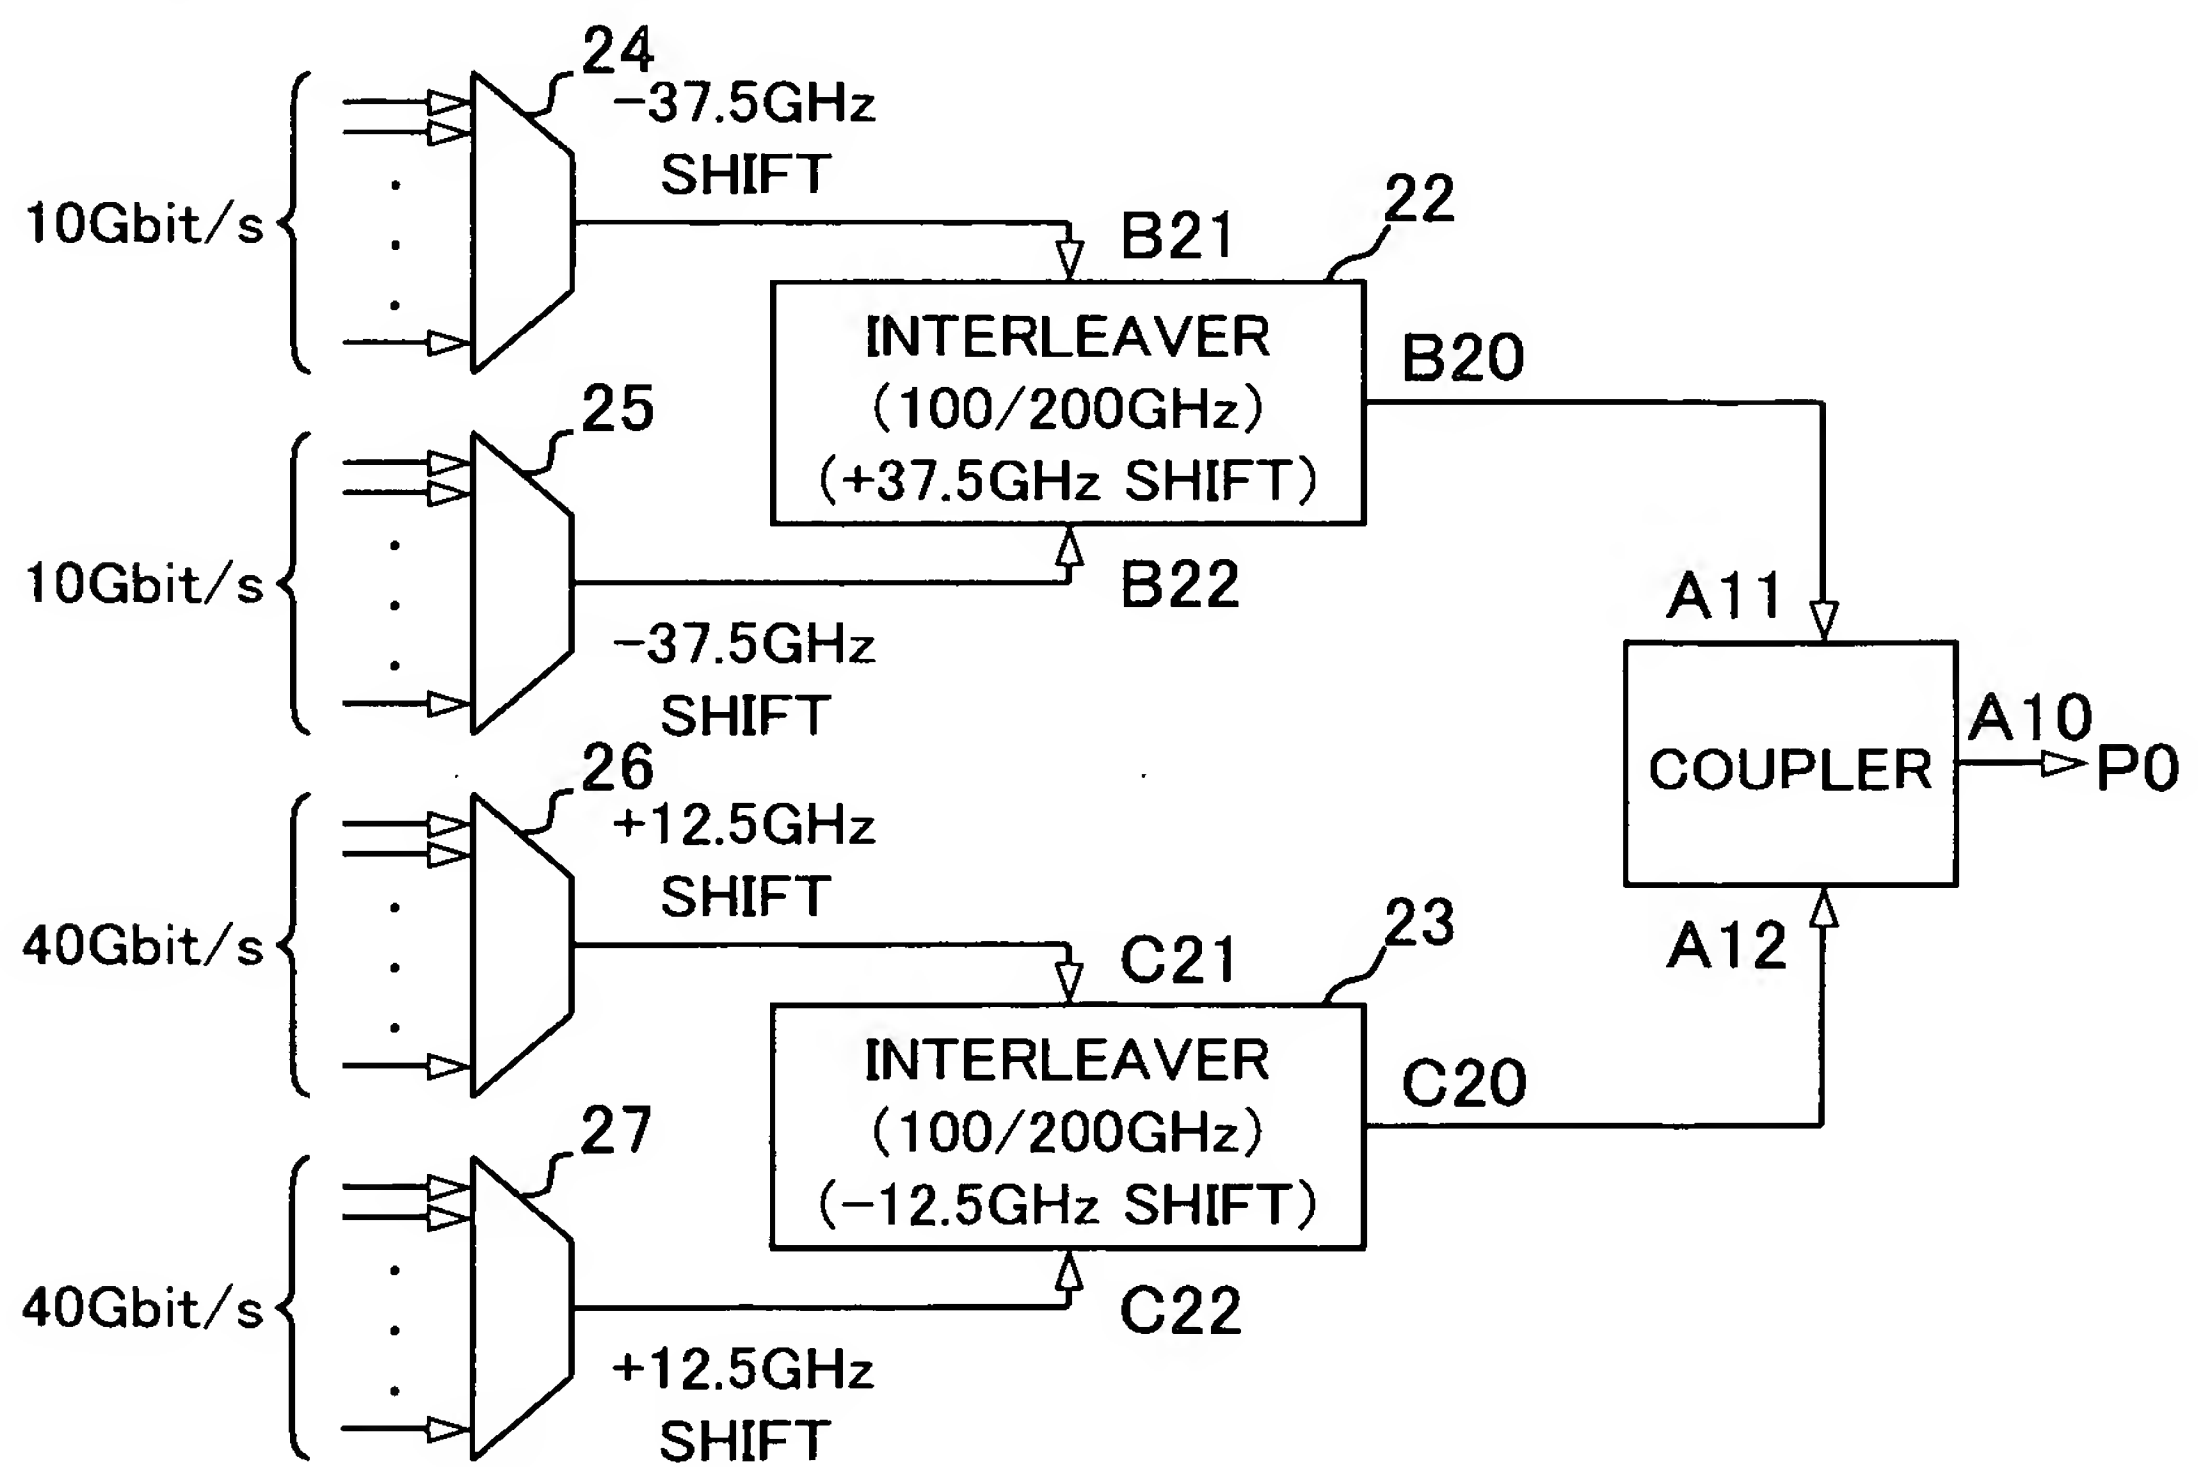 24
-37.5GHz
SHIFT
10Gbit/s
B21
22
INTERLEAVER
(100/200GHz)
(+37.5GHz SHIFT)
B20
25
10Gbit/s
B22
-37.5GHz
SHIFT
A11
COUPLER
A10
P0
26
+12.5GHz
SHIFT
40Gbit/s
C21
23
A12
INTERLEAVER
(100/200GHz)
(-12.5GHz SHIFT)
C20
27
40Gbit/s
C22
+12.5GHz
SHIFT